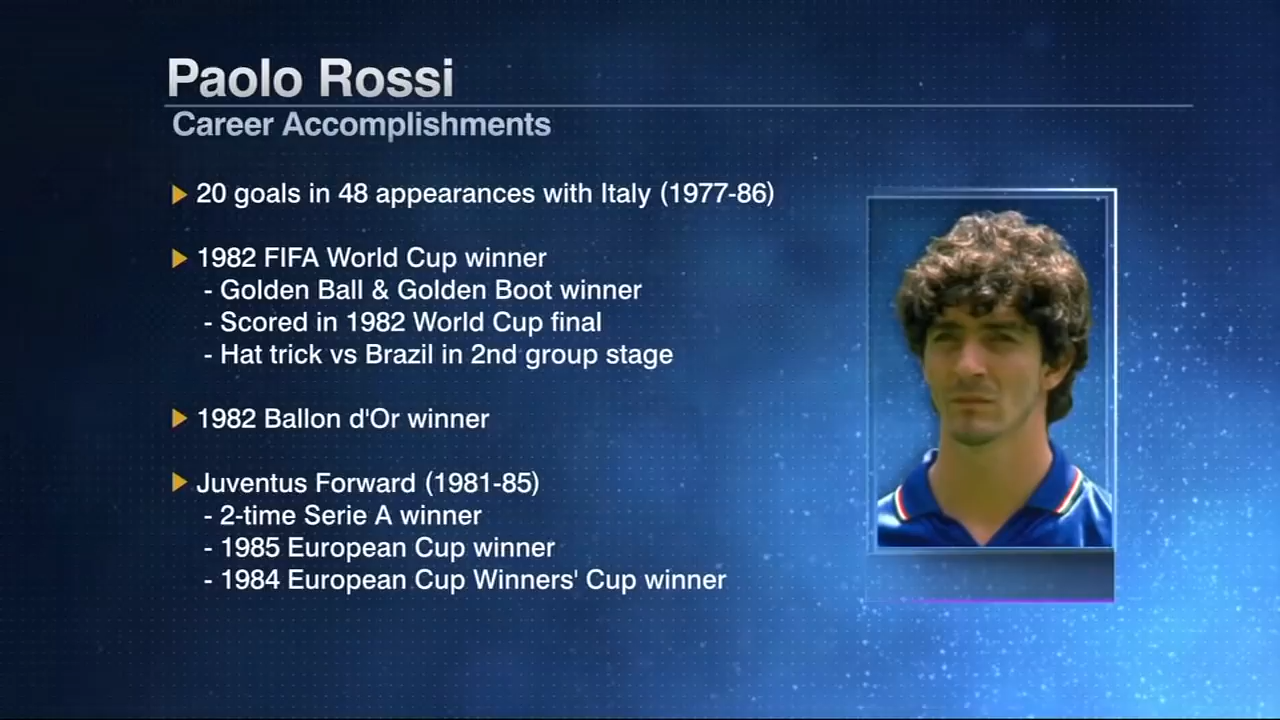 Paolo Rossi
Career Accomplishments
20 goals in 48 appearances with Italy (1977-86)
1982 FIFA World Cup winner
- Golden Ball & Golden Boot winner
- Scored in 1982 World Cup final
- Hat trick vs Brazil in 2nd group stage
1982 Ballon d'Or winner
Juventus Forward (1981-85)
- 2-time Serie A winner
- 1985 European Cup winner
- 1984 European Cup Winners' Cup winner